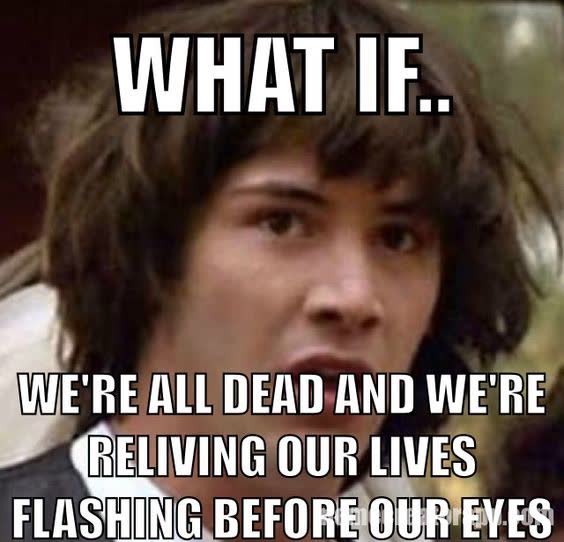 WHAT IF..
WE'RE ALL DEAD AND WE'RE
RELIVING OUR LIVES
FLASHING BEFORE OUR EYES